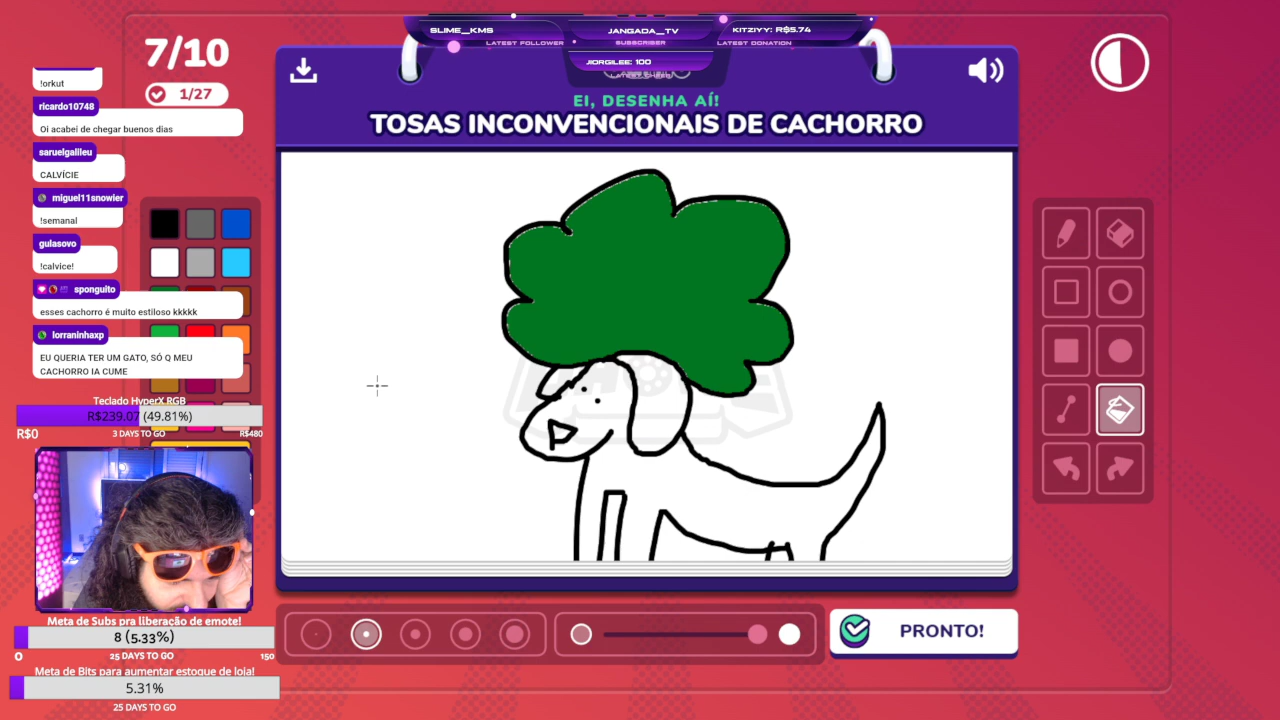 SLIME_KMS
LATEST FOLLOWER
JANGADA_TV
SUBSCRIBER
KITZIYY: R$5.74
LATEST DONATION
JIORGILEE: 100
7/10
1/27
EI, DESENHA AÍ!
TOSAS INCONVENCIONAIS DE CACHORRO
!orkut
ricardo10748
Oi acabei de chegar buenos dias
saruelgalileu
CALVÍCIE
miguel11snowler
!semanal
gulasovo
!calvice!
sponguito
esses cachorro é muito estiloso kkkkk
lorraninhaxp
EU QUERIA TER UM GATO, SÓ Q MEU
CACHORRO IA CUME
Teclado HyperX RGB
R$239.07 (49.81%)
R$0
3 DAYS TO GO
R$480
Meta de Subs pra liberação de emote!
8 (5.33%)
0
25 DAYS TO GO
150
Meta de Bits para aumentar estoque de loja!
5.31%
25 DAYS TO GO
PRONTO!